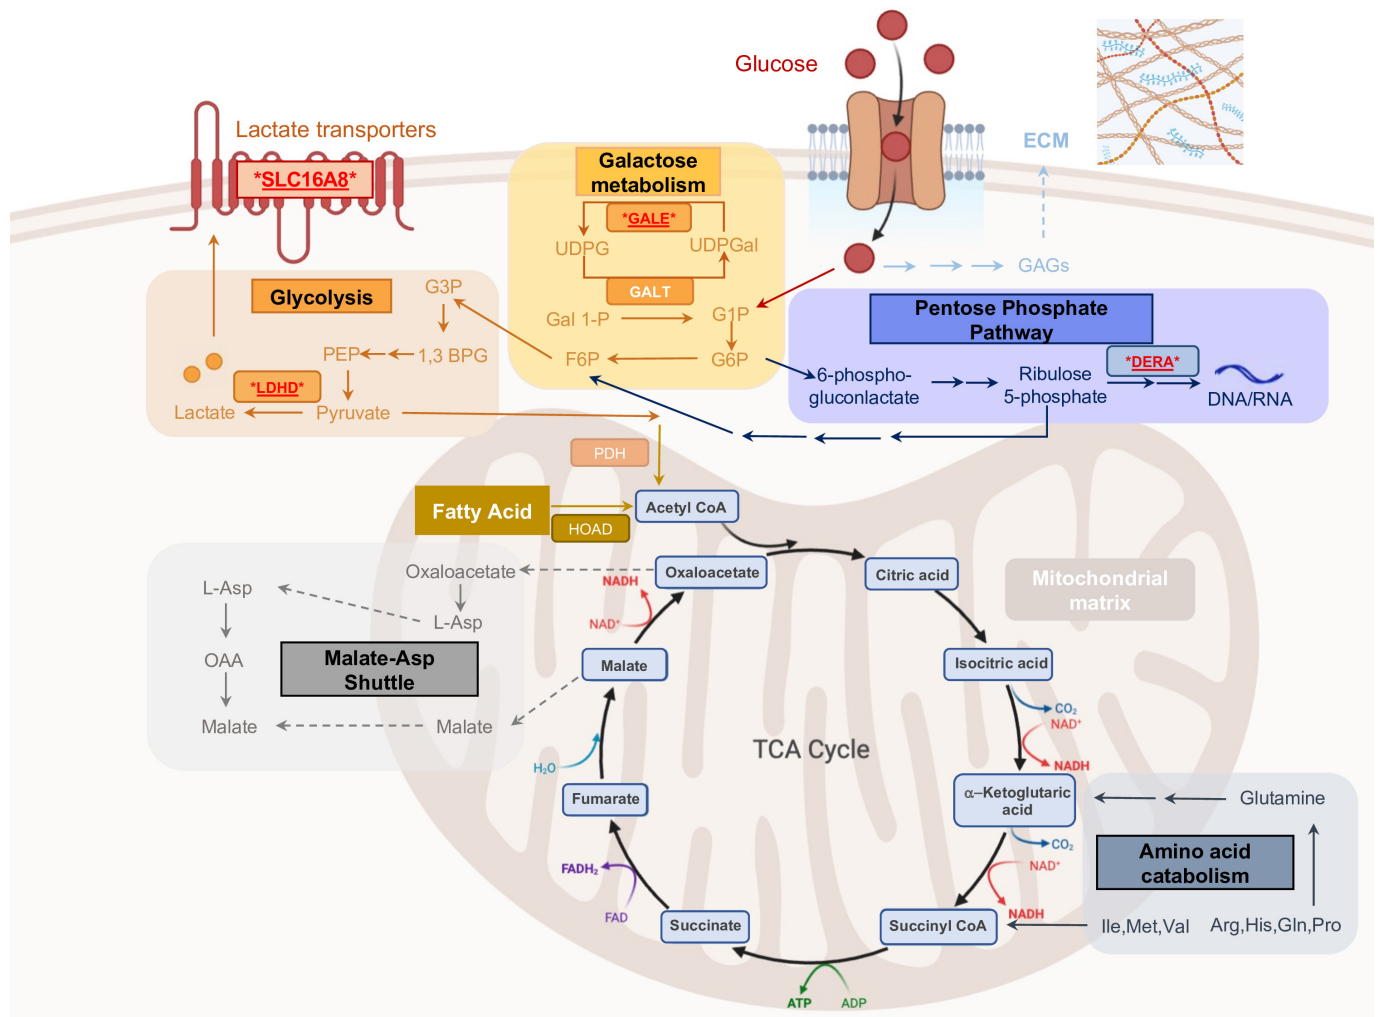 Glucose
ECM
Lactate transporters
*SLC16A8*
Galactose
metabolism
*GALE*
UDPG
UDPGal
GALT
GAGs
Glycolysis
G3P
Gal 1-P
G1P
Pentose Phosphate
Pathway
PEP
1,3 BPG
F6P
G6P
*DERA*
*LDHD*
Lactate
Pyruvate
6-phospho-
gluconlactate
Ribulose
5-phosphate
DNA/RNA
PDH
Fatty Acid
HOAD
Acetyl CoA
Oxaloacetate
Oxaloacetate
Citric acid
Mitochondrial
matrix
L-Asp
L-Asp
NADH
NAD⁺
Malate-Asp
Shuttle
OAA
Malate
Malate
Malate
Isocitric acid
CO₂
NAD⁺
NADH
TCA Cycle
H₂O
Fumarate
α–Ketoglutaric
acid
Glutamine
CO₂
NAD⁺
NADH
Amino acid
catabolism
FADH₂
FAD
Succinate
Succinyl CoA
Ile,Met,Val
Arg,His,Gln,Pro
ATP
ADP